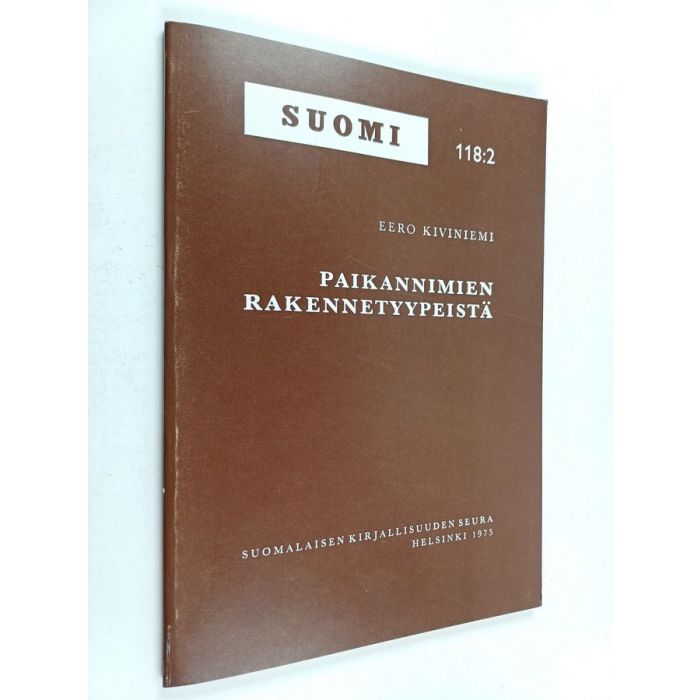 SUOMI
118:2
EERO KIVINIEMI
PAIKANNIMIEN
RAKENNETYYPEISTÄ
SUOMALAISEN KIRJALLISUUDEN SEURA
HELSINKI 1975